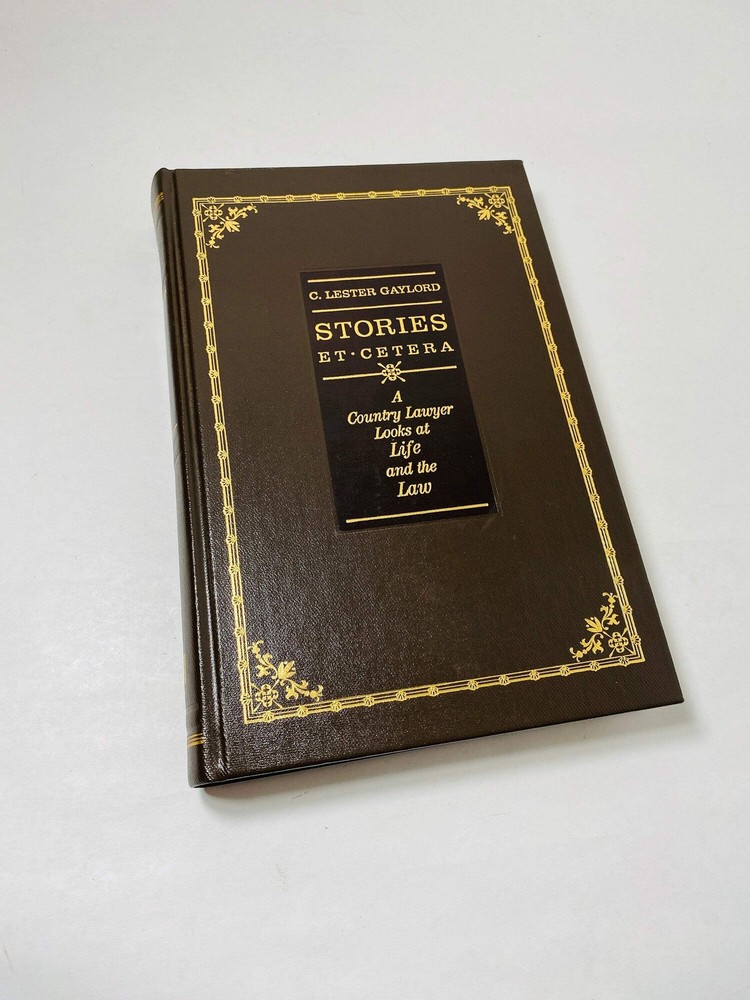 C. LESTER GAYLORD
STORIES
ET·CETERA
A
Country Lawyer
Looks at
Life
and the
Law